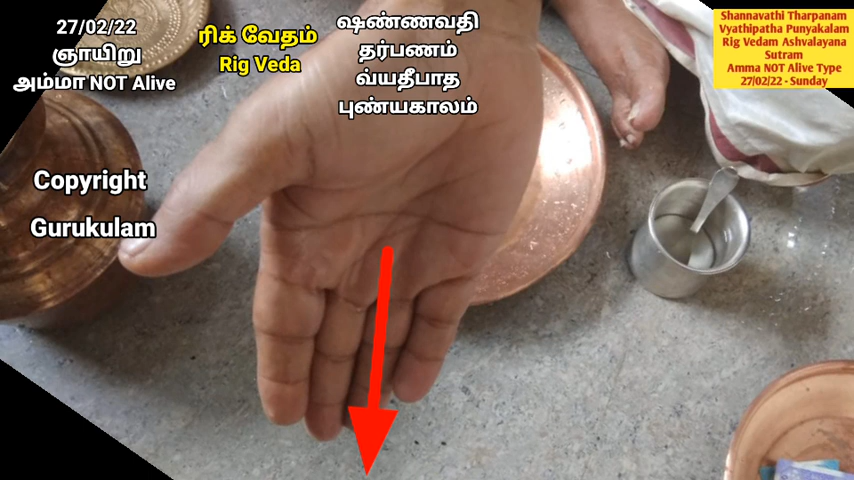 27/02/22
ஞாயிறு
அம்மா NOT Alive
ரிக் வேதம்
Rig Veda
ஷண்ணவதி
தர்பணம்
வ்யதீபாத
புண்யகாலம்
Shannavathi Tharpanam
Vyathipatha Punyakalam
Rig Vedam Ashvalayana
Sutram
Amma NOT Alive Type
27/02/22 - Sunday
Copyright
Gurukulam